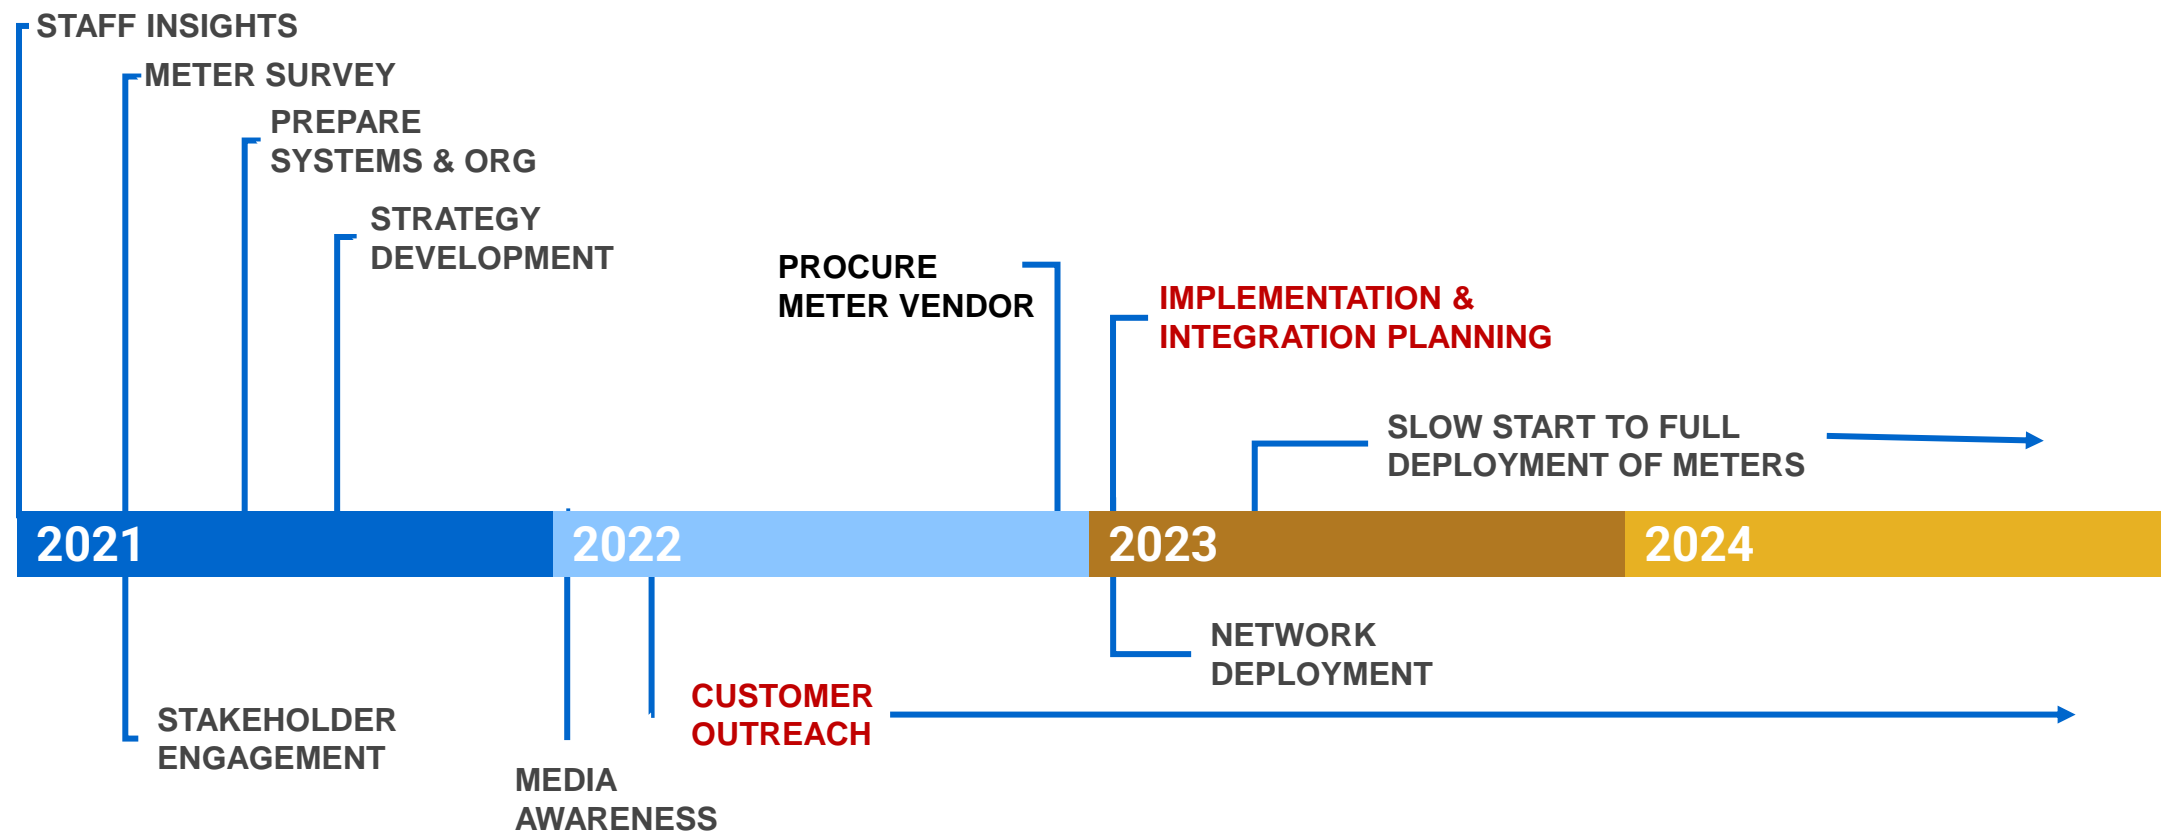 STAFF INSIGHTS
METER SURVEY
PREPARE
SYSTEMS & ORG
STRATEGY
DEVELOPMENT
PROCURE
METER VENDOR
IMPLEMENTATION &
INTEGRATION PLANNING
SLOW START TO FULL
DEPLOYMENT OF METERS
2021
2022
2023
2024
STAKEHOLDER
ENGAGEMENT
MEDIA
AWARENESS
CUSTOMER
OUTREACH
NETWORK
DEPLOYMENT